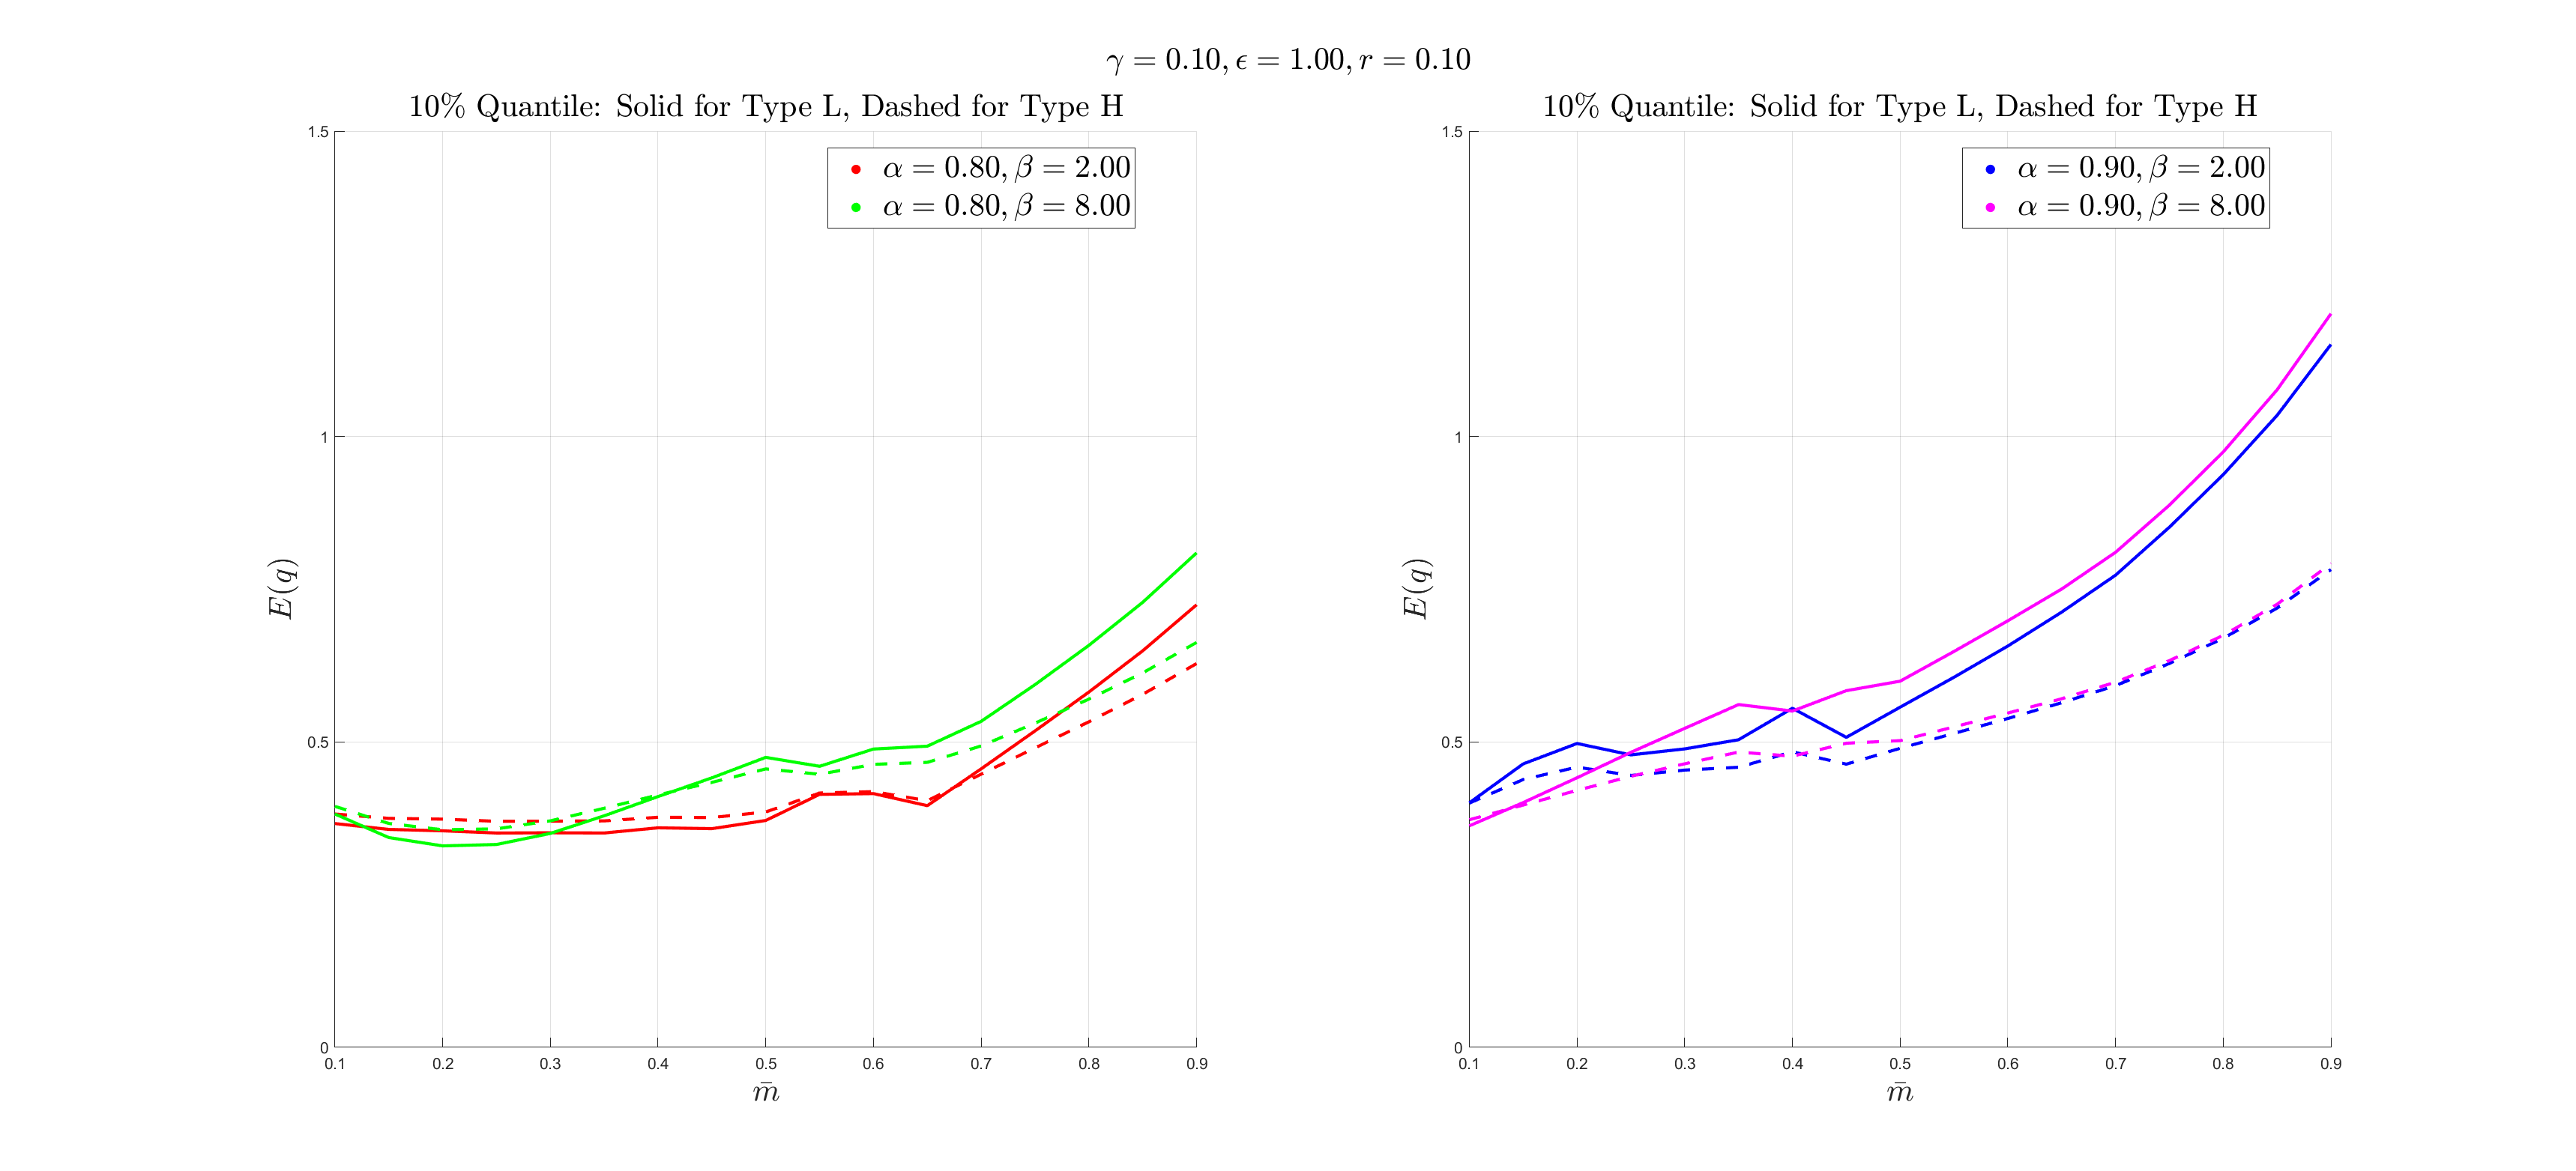 γ = 0.10, ϵ = 1.00, r = 0.10
10% Quantile: Solid for Type L, Dashed for Type H
1.5
α = 0.80, β = 2.00
α = 0.80, β = 8.00
1
E(q)
0.5
0
0.1 0.2 0.3 0.4 0.5 0.6 0.7 0.8 0.9
m̄
10% Quantile: Solid for Type L, Dashed for Type H
1.5
α = 0.90, β = 2.00
α = 0.90, β = 8.00
1
E(q)
0.5
0
0.1 0.2 0.3 0.4 0.5 0.6 0.7 0.8 0.9
m̄